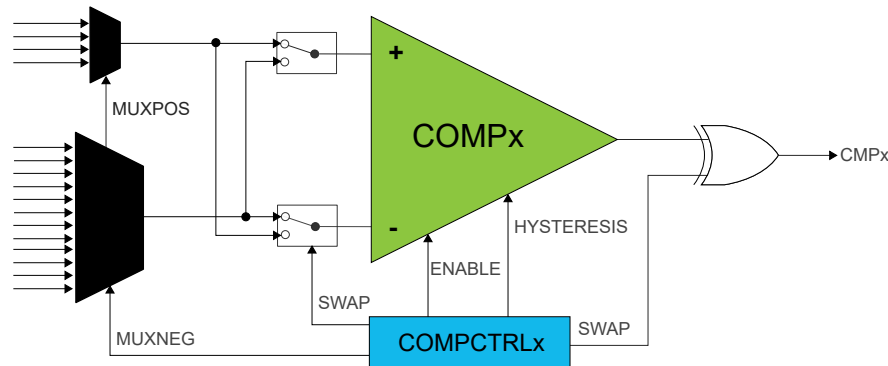 +
MUXPOS
COMPx
CMPx
-
HYSTERESIS
ENABLE
SWAP
SWAP
MUXNEG
COMPCTRLx